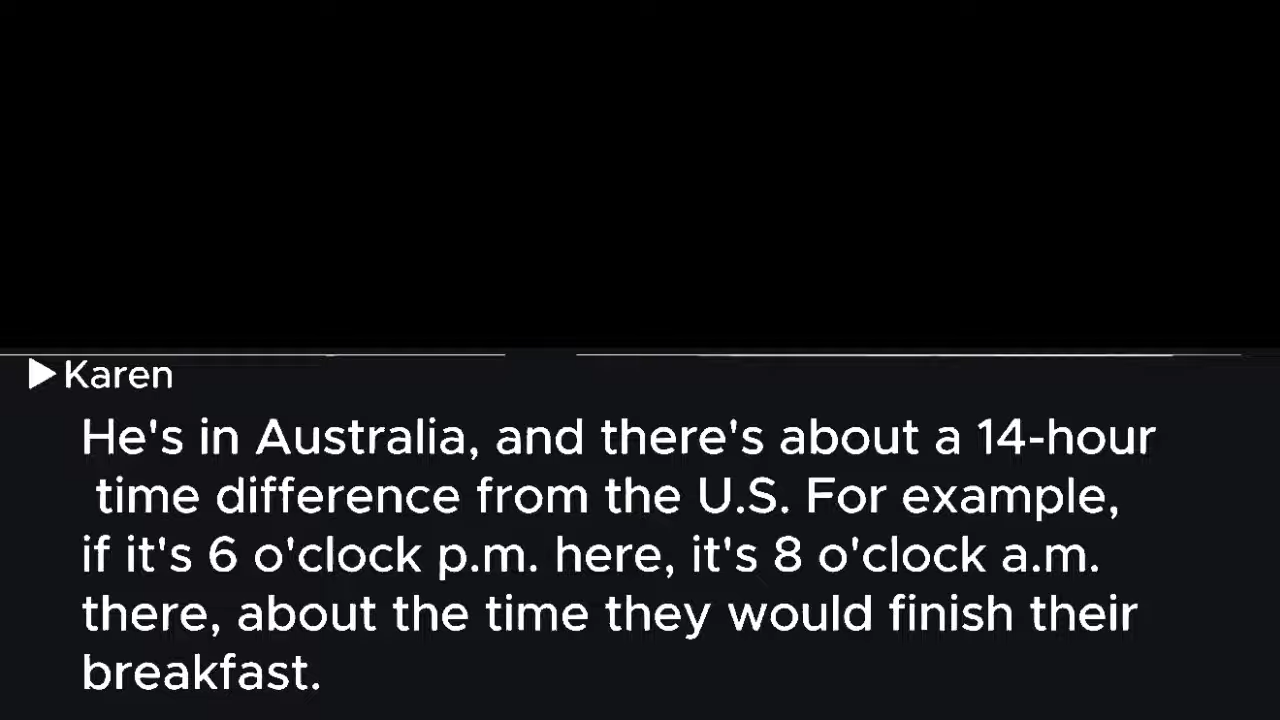 ▶Karen
He's in Australia, and there's about a 14-hour
time difference from the U.S. For example,
if it's 6 o'clock p.m. here, it's 8 o'clock a.m.
there, about the time they would finish their
breakfast.